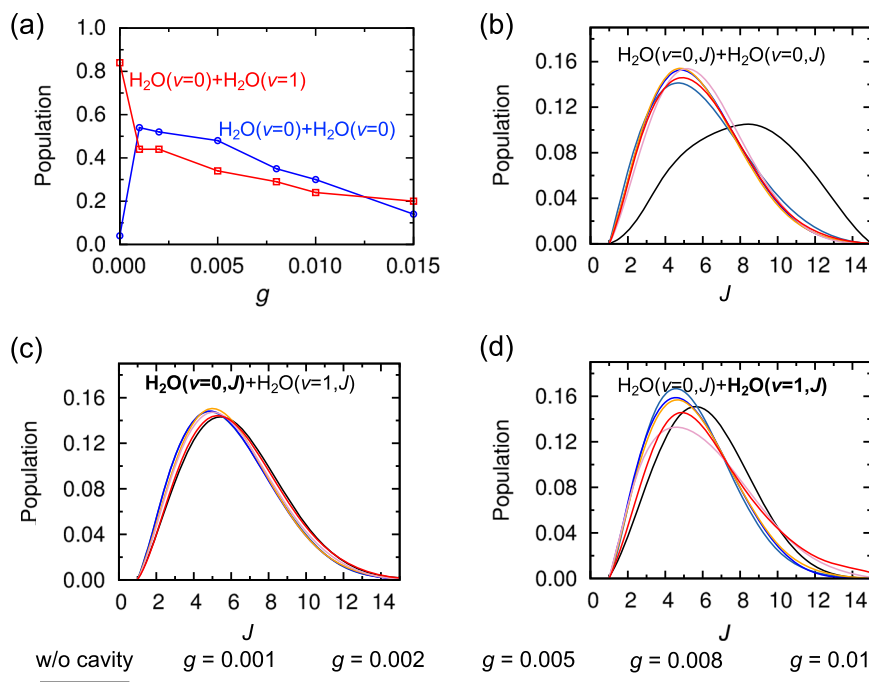 (a)
1.0
0.8
0.6
0.4
0.2
0.0
Population
H₂O(v=0)+H₂O(v=1)
H₂O(v=0)+H₂O(v=0)
0.000 0.005 0.010 0.015
g
(b)
0.16
0.12
0.08
0.04
0.00
Population
H₂O(v=0,J)+H₂O(v=0,J)
0 2 4 6 8 10 12 14
J
(c)
0.16
0.12
0.08
0.04
0.00
Population
H₂O(v=0,J)+H₂O(v=1,J)
0 2 4 6 8 10 12 14
J
(d)
0.16
0.12
0.08
0.04
0.00
Population
H₂O(v=0,J)+H₂O(v=1,J)
0 2 4 6 8 10 12 14
J
w/o cavity g = 0.001 g = 0.002 g = 0.005 g = 0.008 g = 0.01